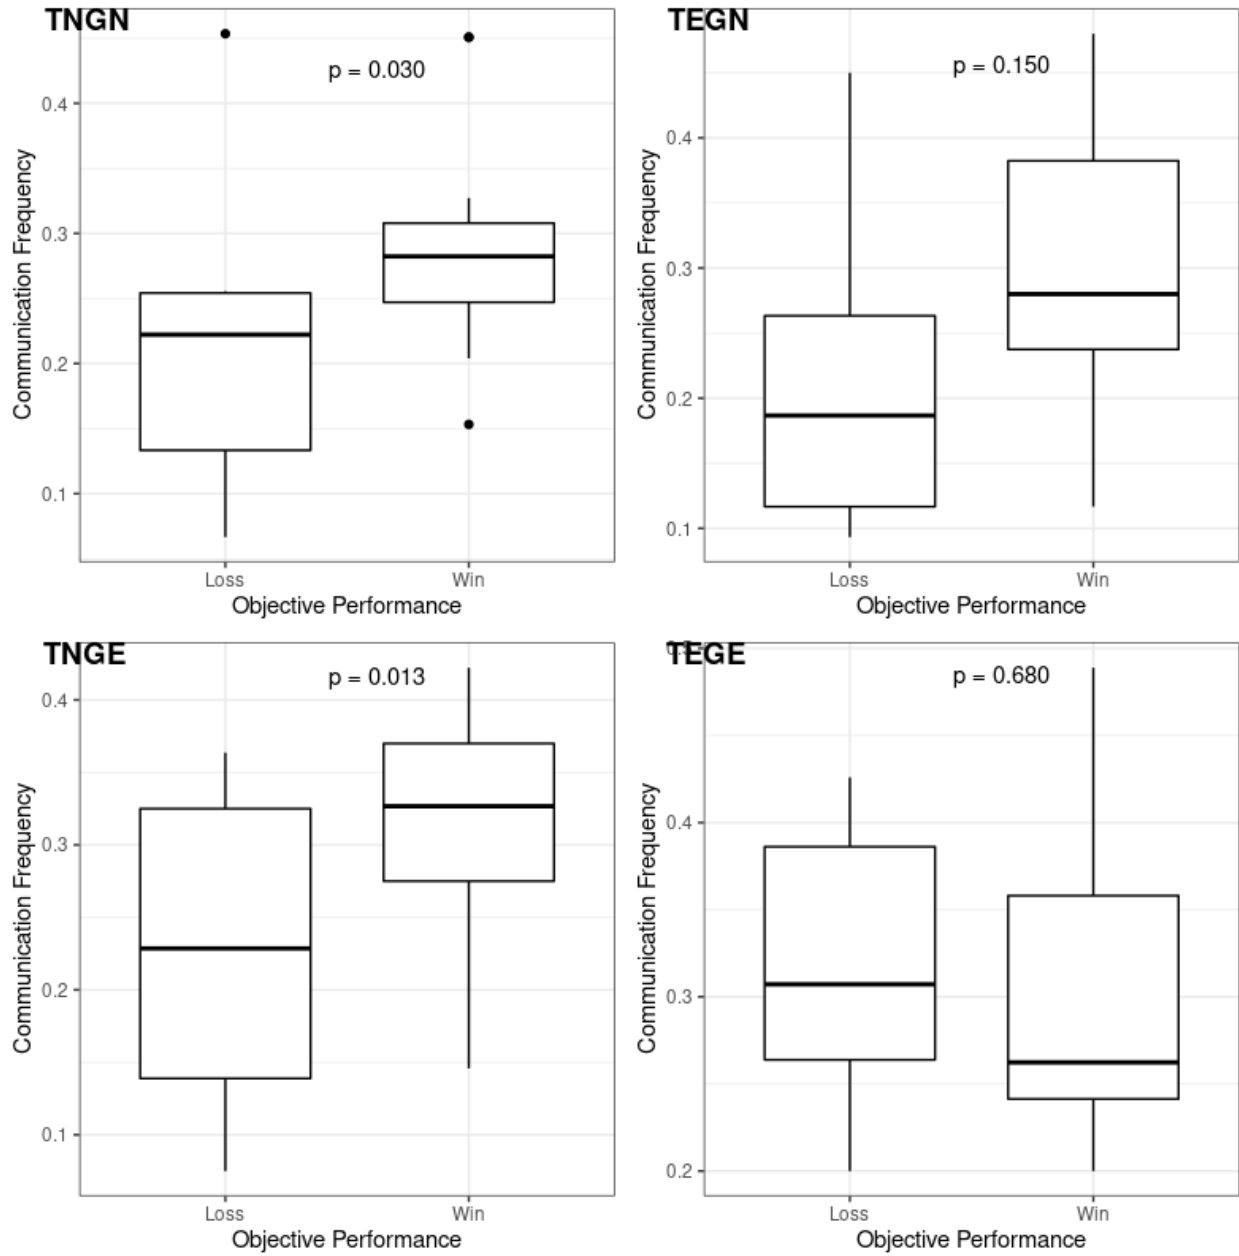 TNGN
p = 0.030
Communication Frequency
0.4
0.3
0.2
0.1
Loss
Win
Objective Performance
TEGN
p = 0.150
Communication Frequency
0.4
0.3
0.2
0.1
Loss
Win
Objective Performance
TNGE
p = 0.013
Communication Frequency
0.4
0.3
0.2
0.1
Loss
Win
Objective Performance
TEGE
p = 0.680
Communication Frequency
0.4
0.3
0.2
Loss
Win
Objective Performance